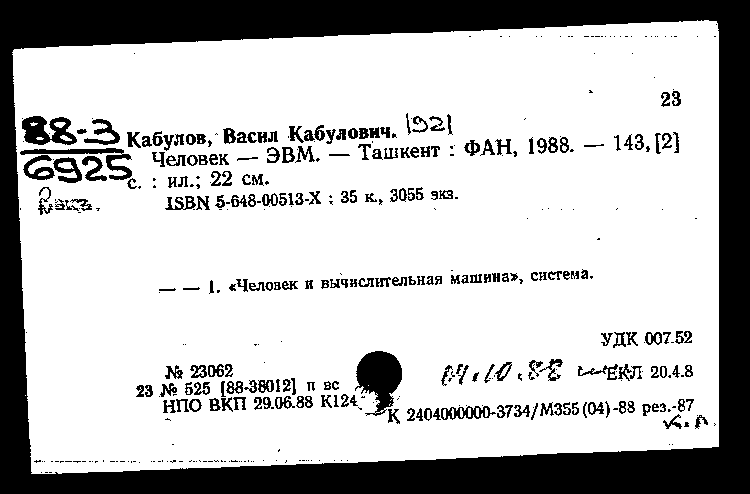 23
88-3
6925
Кабулов, Васил Кабулович. 1921
Человек — ЭВМ. — Ташкент : ФАН, 1988. — 143, [2]
с. : ил.; 22 см.
ISBN 5-648-00513-X : 35 к., 3055 экз.
— — 1. «Человек и вычислительная машина», система.
УДК 007.52
№ 23062
23 № 525 [88-38012] п вс
04.10.88
ЕКЛ 20.4.8
НПО ВКП 29.06.88 К124
К 2404000000-3734/М355(04)-88 рез.-87